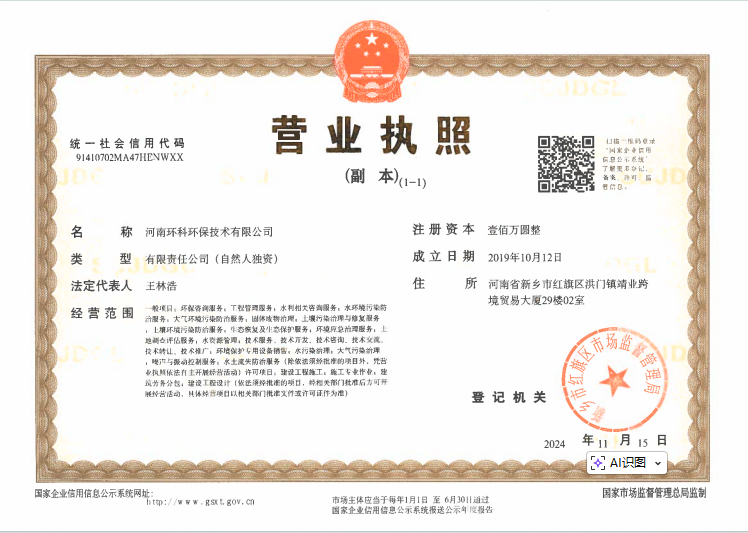 营业执照
(副 本)(1-1)
统一社会信用代码
91410702MA47HENWXX
扫描二维码登录
“国家企业信用
信息公示系统”
了解更多登记、
备案、许可、监
管信息。
名 称 河南环科环保技术有限公司
类 型 有限责任公司（自然人独资）
法定代表人 王林浩
经营范围 一般项目：环保咨询服务；工程管理服务；水利相关咨询服务；水环境污染防
治服务；大气环境污染防治服务；固体废物治理；土壤污染治理与修复服务
；土壤环境污染防治服务；生态恢复及生态保护服务；环境应急治理服务；土
地调查评估服务；水资源管理；技术服务、技术开发、技术咨询、技术交流、
技术转让、技术推广；环境保护专用设备销售；水污染治理；大气污染治理
；噪声与振动控制服务；水土流失防治服务（除依法须经批准的项目外，凭营
业执照依法自主开展经营活动）许可项目：建设工程施工；施工专业作业；建
筑劳务分包；建设工程设计（依法须经批准的项目，经相关部门批准后方可开
展经营活动，具体经营项目以相关部门批准文件或许可证件为准）
注册资本 壹佰万圆整
成立日期 2019年10月12日
住 所 河南省新乡市红旗区洪门镇靖业跨
境贸易大厦29楼02室
登记机关
新乡市红旗区市场监督管理局
2024 年 11 月 15 日
AI识图
国家企业信用信息公示系统网址：
http://www.gsxt.gov.cn
市场主体应当于每年1月1日 至 6月30日通过
国家企业信用信息公示系统报送公示年度报告
国家市场监督管理总局监制